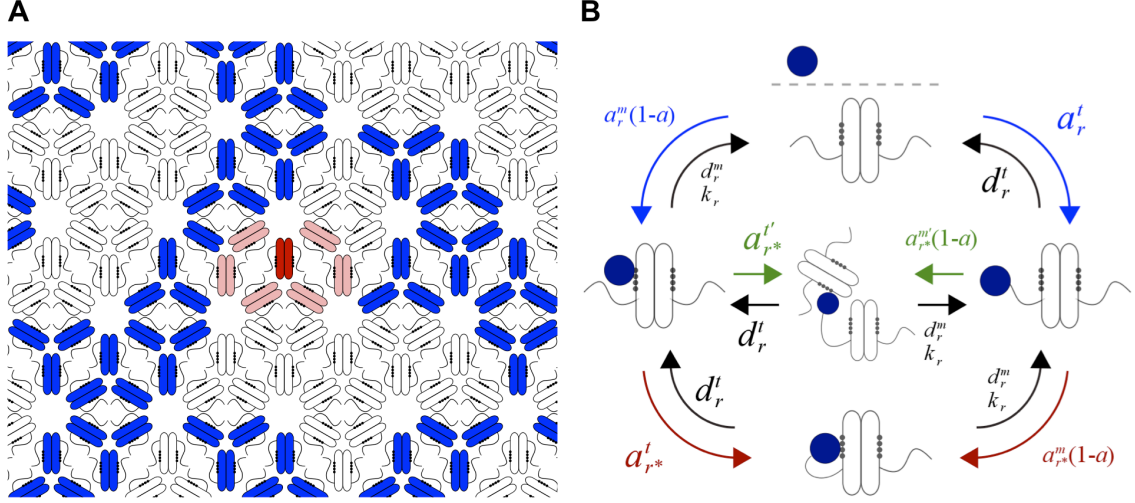 A
B
a_r^m(1-a)
a_r^t
d_r^m
k_r
d_r^t
a_{r*}^{t'}
a_{r*}^{m'}(1-a)
d_r^t
d_r^m
k_r
d_r^t
d_r^m
k_r
a_{r*}^t
a_{r*}^m(1-a)